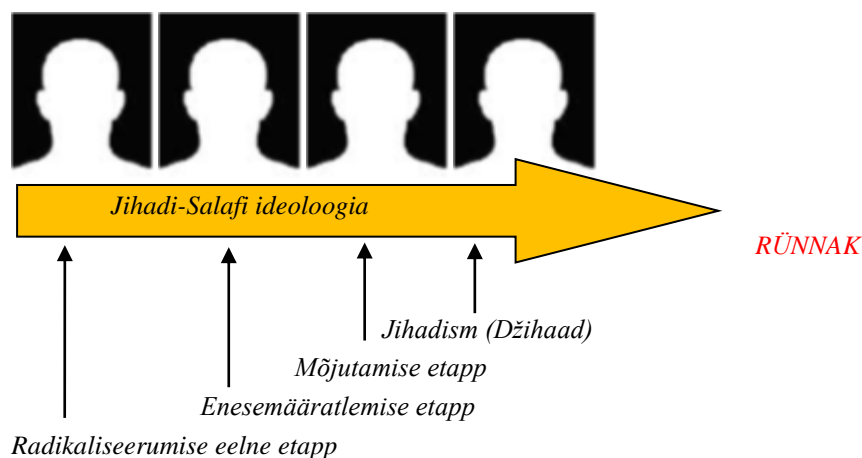 Jihadi-Salafi ideoloogia
RÜNNAK
Jihadism (Džihaad)
Mõjutamise etapp
Enesemääratlemise etapp
Radikaliseerumise eelne etapp